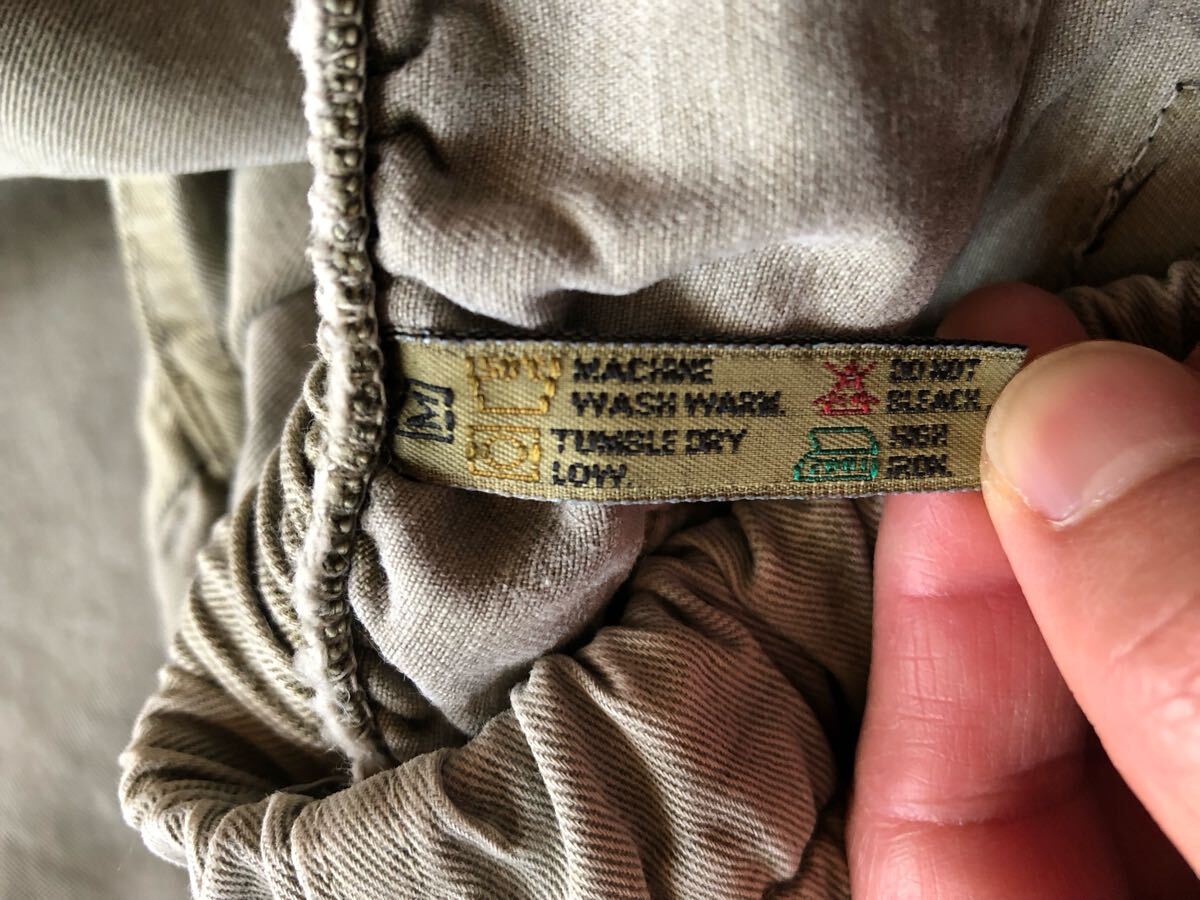 M
MACHINE
WASH WARM.
TUMBLE DRY
LOW.
DO NOT
BLEACH.
HIGH
IRON.